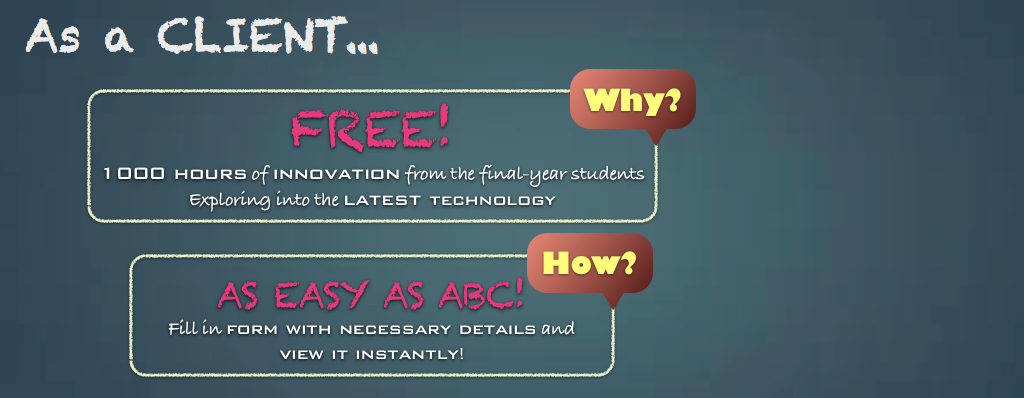 As a CLIENT...
Why?
FREE!
1000 HOURS of INNOVATION from the final-year students
Exploring into the LATEST TECHNOLOGY
How?
AS EASY AS ABC!
Fill in FORM WITH NECESSARY DETAILS and
VIEW IT INSTANTLY!